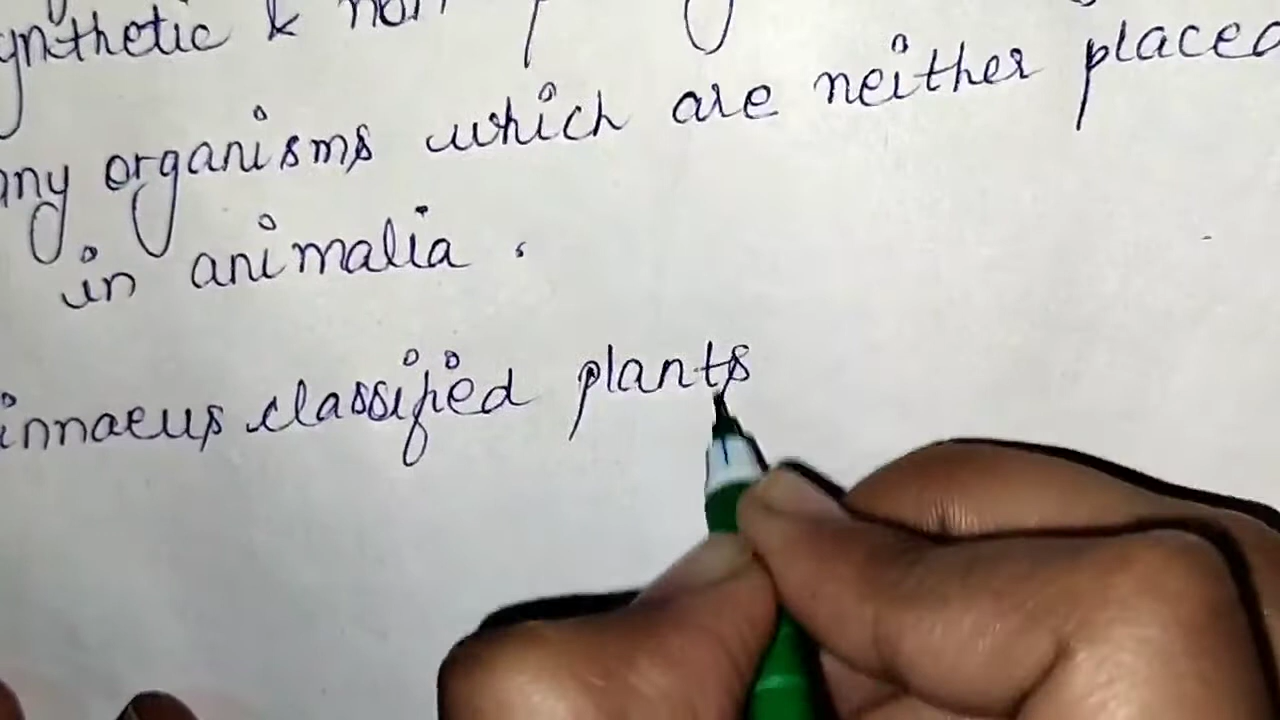 ynthetic & non
any organisms which are neither placed
in animalia.
innaeus classified plants